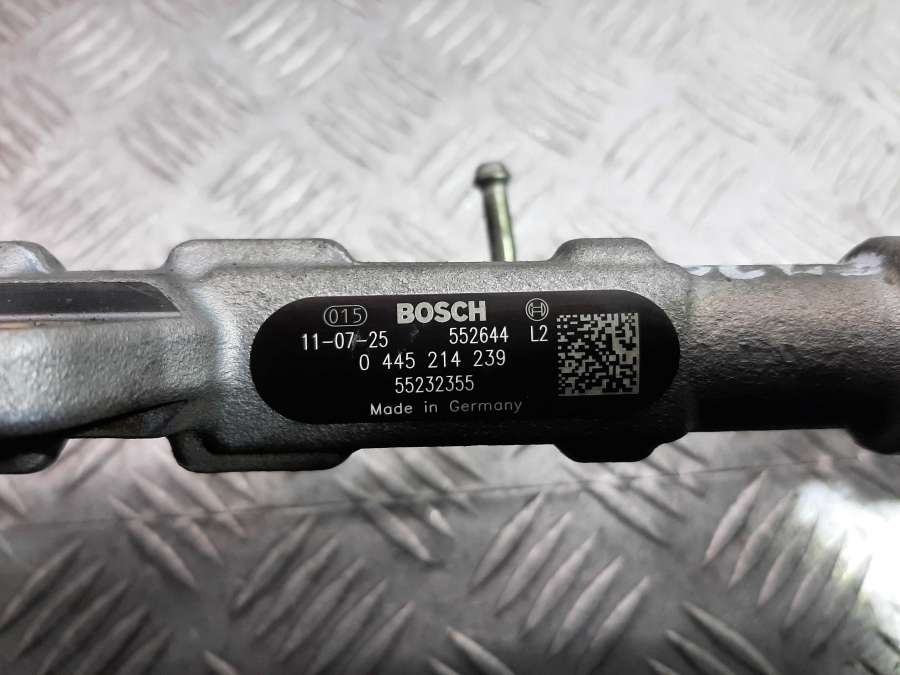 015 BOSCH
11-07-25 552644 L2
0 445 214 239
55232355
Made in Germany